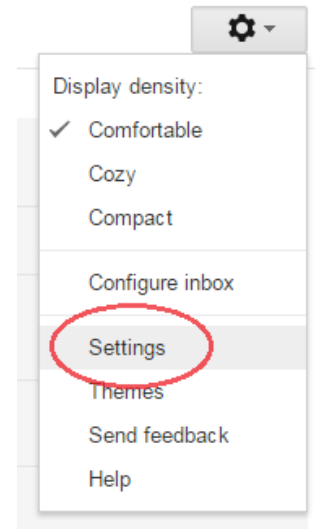 Display density:
Comfortable
Cozy
Compact
Configure inbox
Settings
Themes
Send feedback
Help